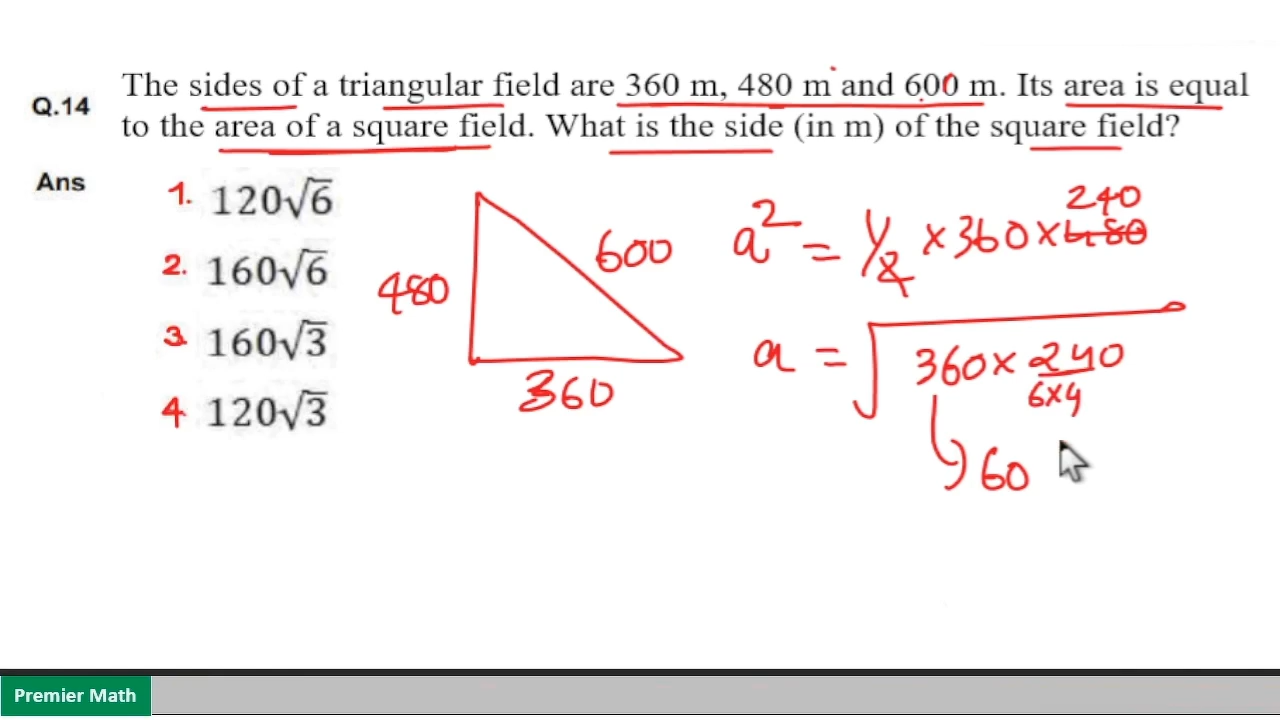 The sides of a triangular field are 360 m, 480 m and 600 m. Its area is equal
Q.14
to the area of a square field. What is the side (in m) of the square field?
Ans
1. 120√6
2. 160√6
3 160√3
4 120√3
480
600
360
a² = 1/2 × 360 × 480
240
a = √360 × 240
6×4
60
Premier Math